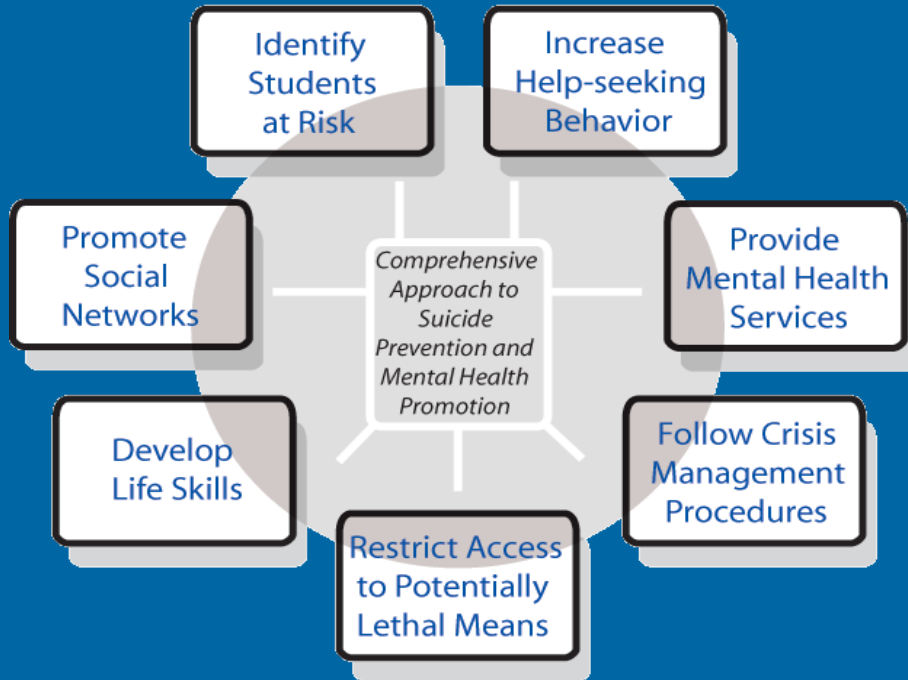 Identify
Students
at Risk
Increase
Help-seeking
Behavior
Promote
Social
Networks
Comprehensive
Approach to
Suicide
Prevention and
Mental Health
Promotion
Provide
Mental Health
Services
Develop
Life Skills
Follow Crisis
Management
Procedures
Restrict Access
to Potentially
Lethal Means